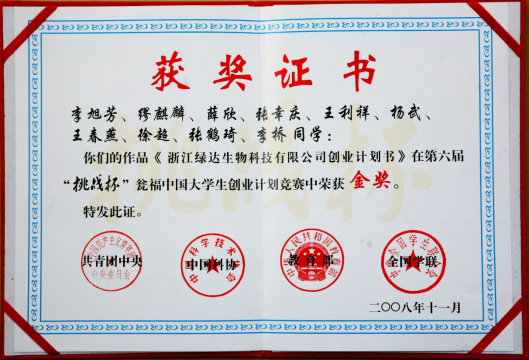 获奖证书
李旭芳、缪麒麟、薛欣、张幸庆、王利祥、杨武、
王春燕、徐超、张鹤琦、李桥同学：
你们的作品《浙江绿达生物科技有限公司创业计划书》在第六届
“挑战杯”瓮福中国大学生创业计划竞赛中荣获 金奖。
特发此证。
共青团中央 中国科协 教育部 全国学联
二〇〇八年十一月
挑战杯